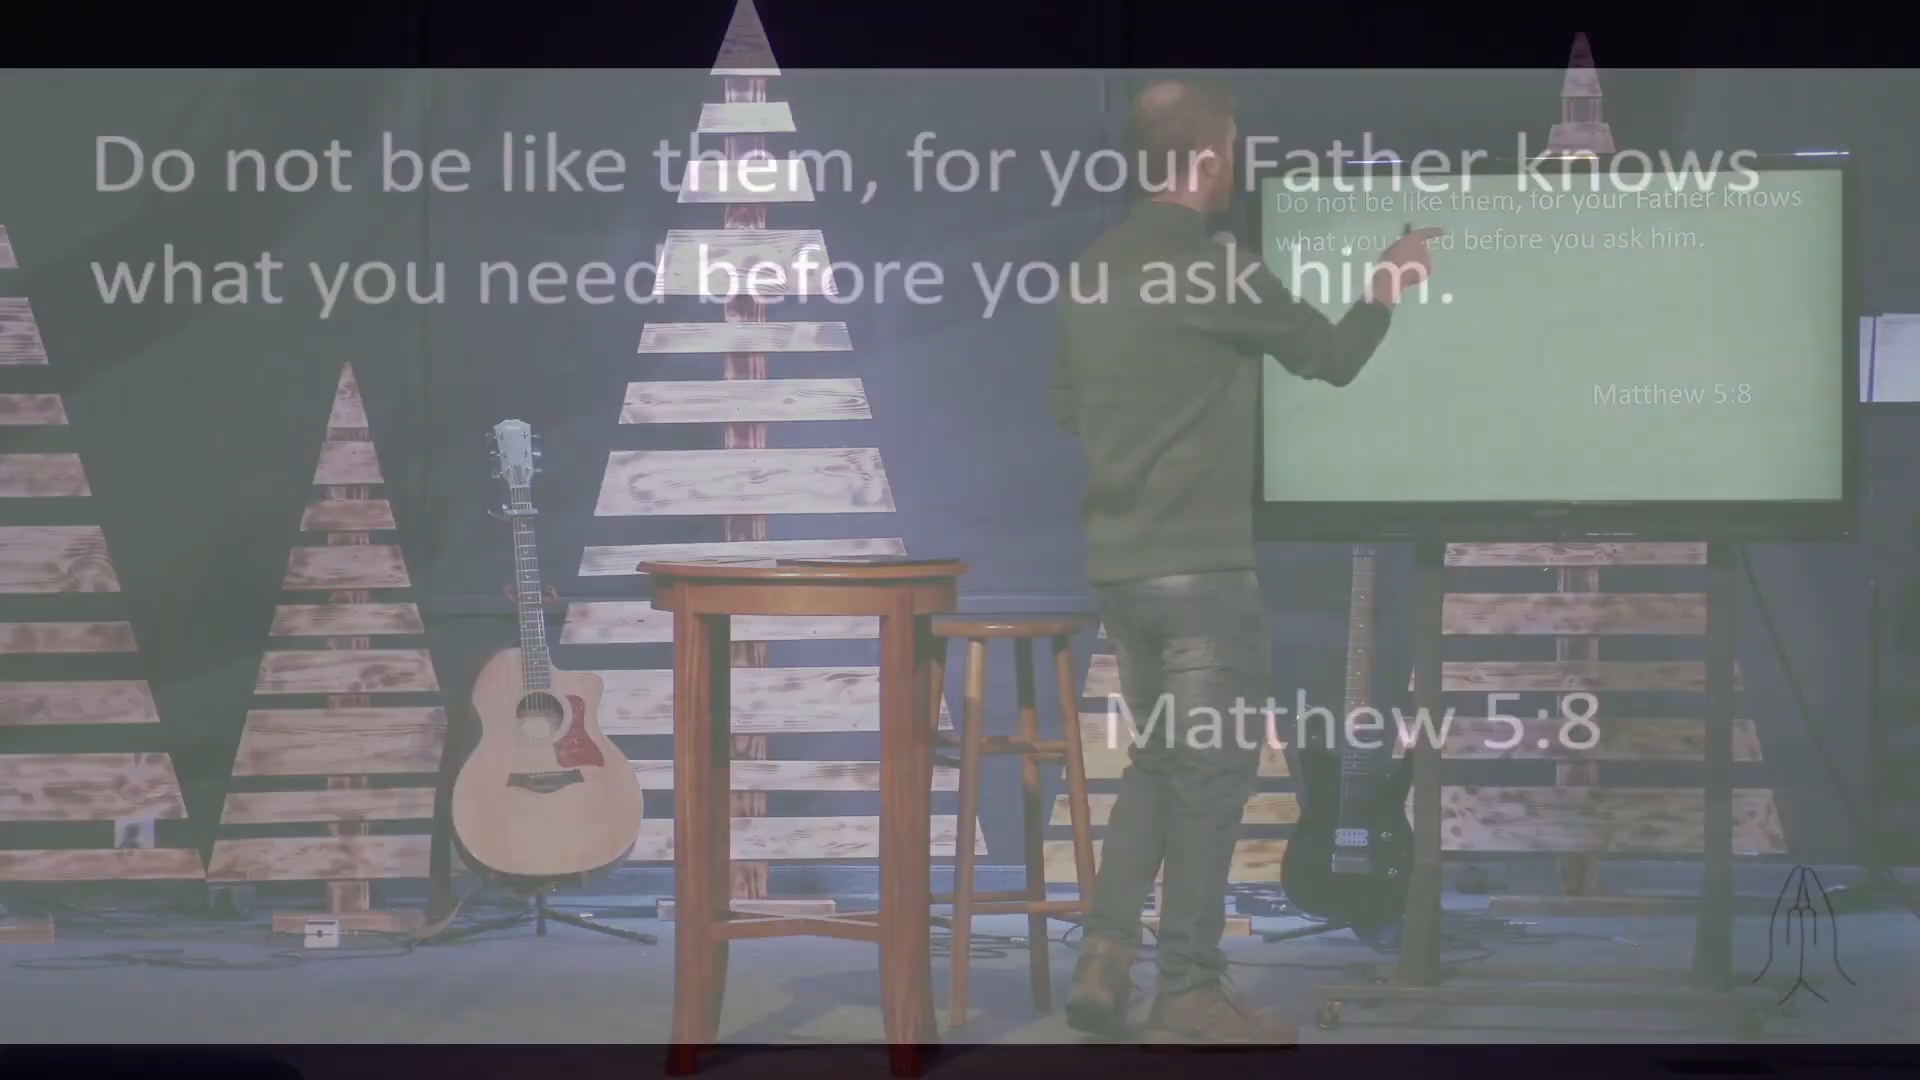 Do not be like them, for your Father knows
what you need before you ask him.
Matthew 5:8
Do not be like them, for your Father knows
what you need before you ask him.
Matthew 5:8